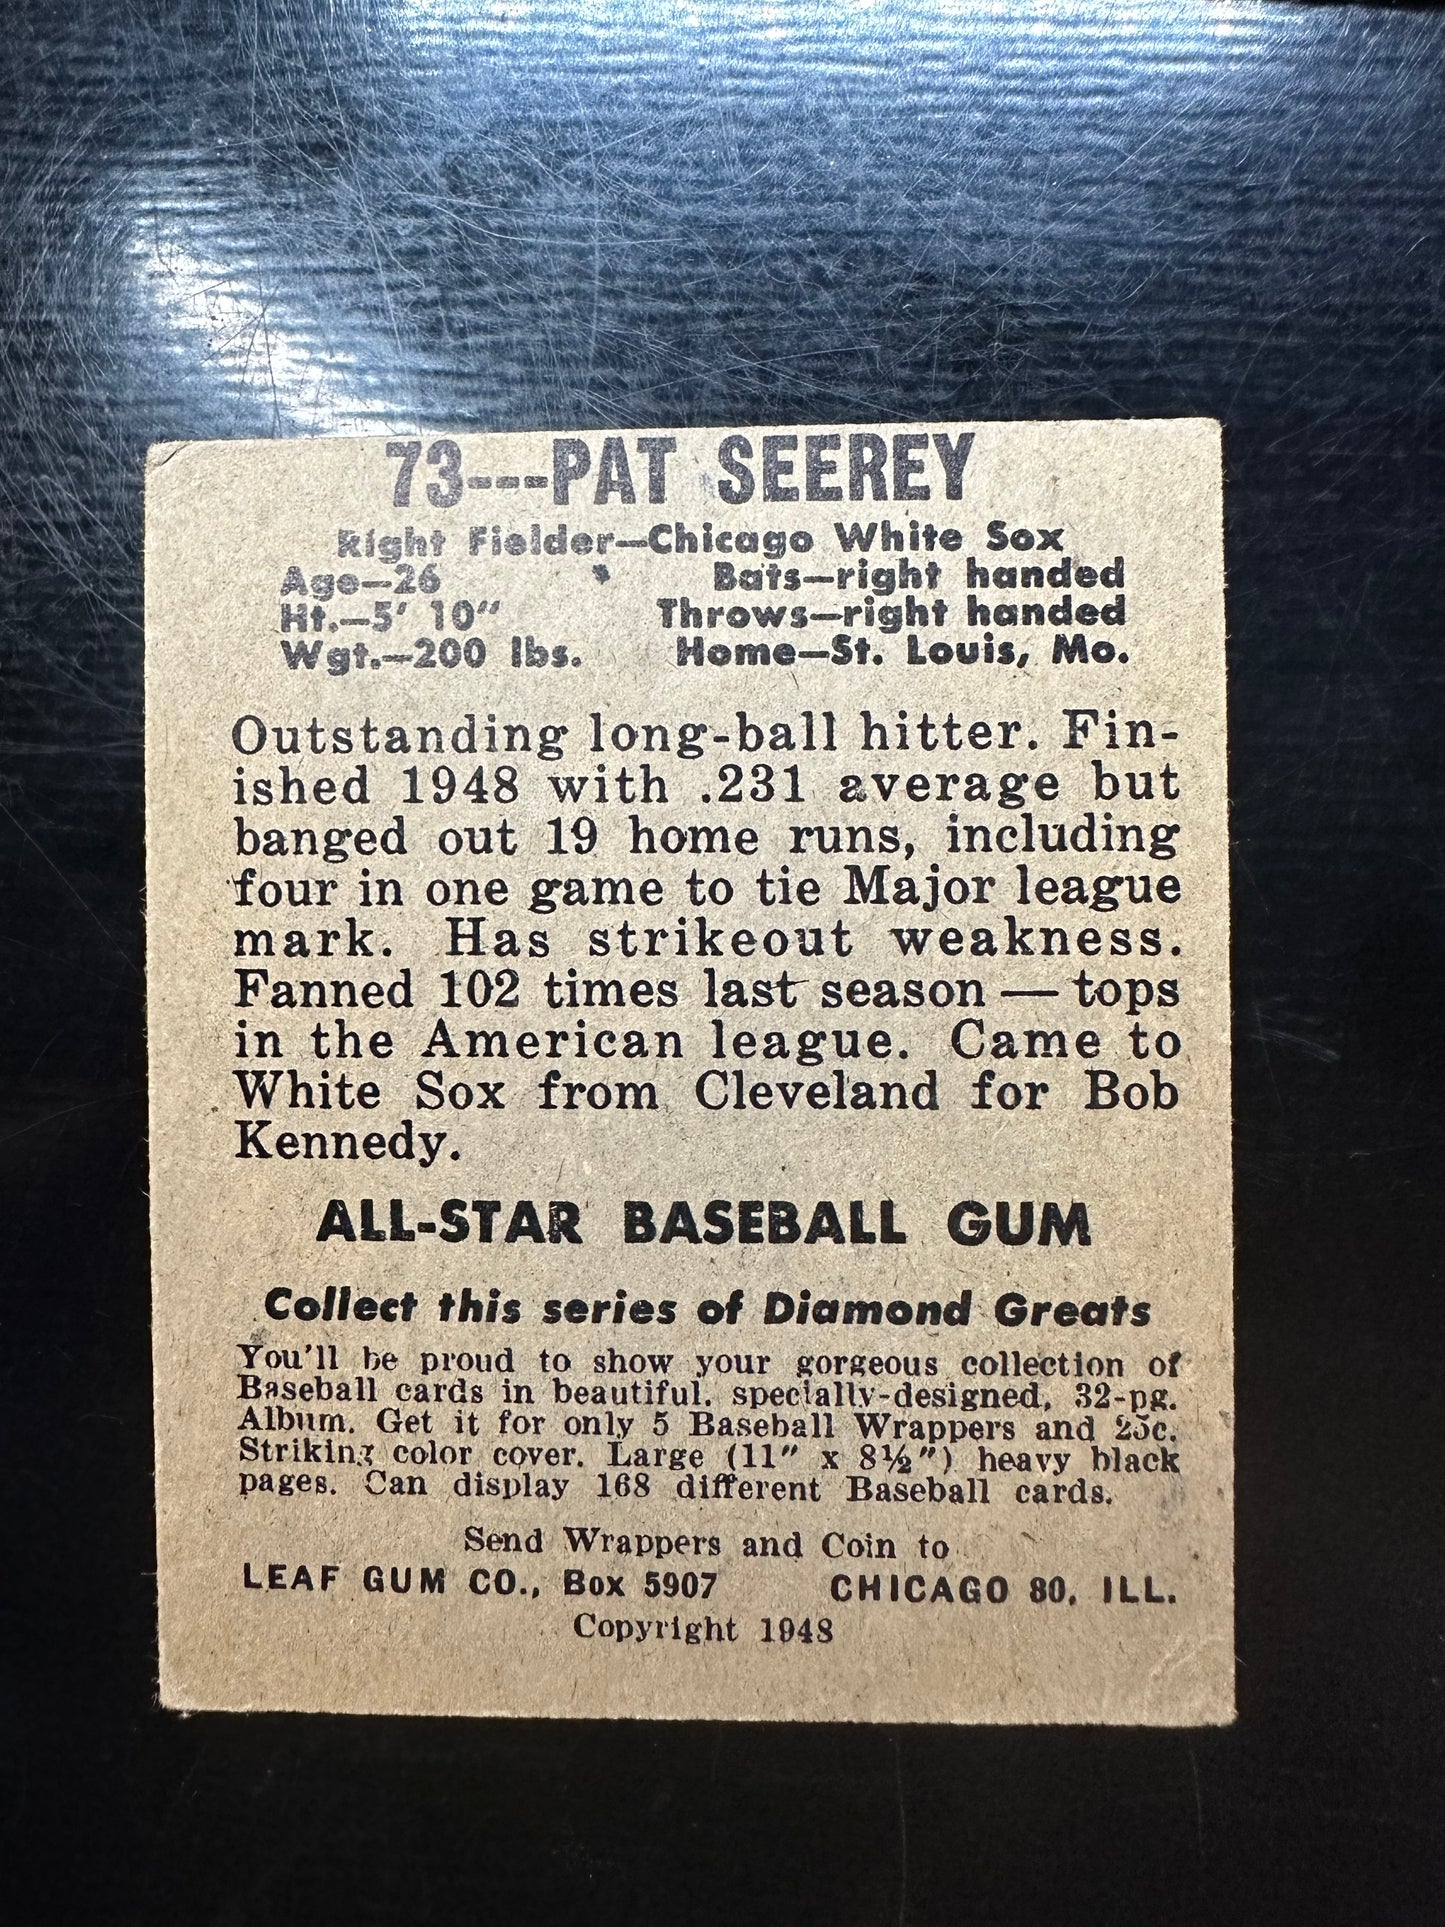 73---PAT SEEREY
Right Fielder—Chicago White Sox
Age—26 Bats—right handed
Ht.—5' 10" Throws—right handed
Wgt.—200 lbs. Home—St. Louis, Mo.
Outstanding long-ball hitter. Fin-
ished 1948 with .231 average but
banged out 19 home runs, including
four in one game to tie Major league
mark. Has strikeout weakness.
Fanned 102 times last season — tops
in the American league. Came to
White Sox from Cleveland for Bob
Kennedy.
ALL-STAR BASEBALL GUM
Collect this series of Diamond Greats
You'll be proud to show your gorgeous collection of
Baseball cards in beautiful, specially-designed, 32-pg.
Album. Get it for only 5 Baseball Wrappers and 25c.
Striking color cover. Large (11" x 8½") heavy black
pages. Can display 168 different Baseball cards.
Send Wrappers and Coin to
LEAF GUM CO., Box 5907 CHICAGO 80, ILL.
Copyright 1948